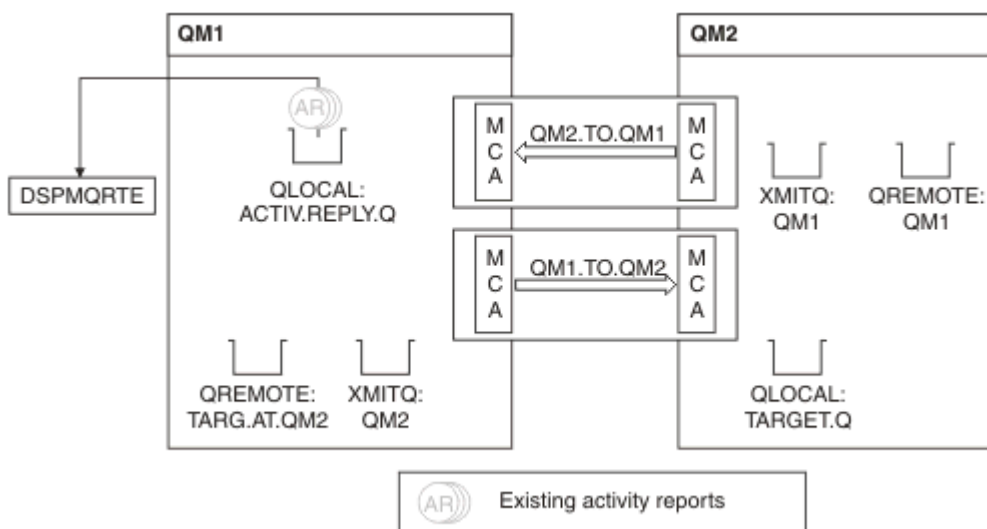 QM1
QM2
AR
DSPMQRTE
QLOCAL:
ACTIV.REPLY.Q
M
C
A
QM2.TO.QM1
M
C
A
XMITQ:
QM1
QREMOTE:
QM1
M
C
A
QM1.TO.QM2
M
C
A
QREMOTE:
TARG.AT.QM2
XMITQ:
QM2
QLOCAL:
TARGET.Q
AR
Existing activity reports